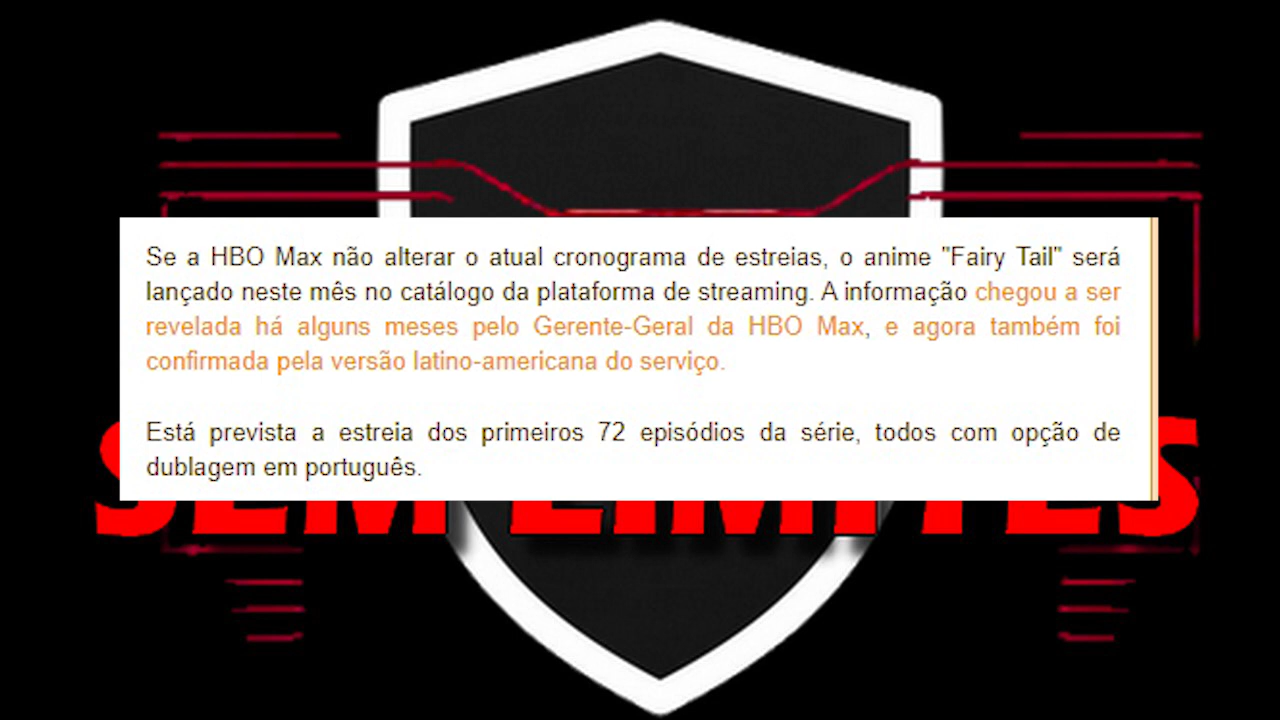 Se a HBO Max não alterar o atual cronograma de estreias, o anime "Fairy Tail" será
lançado neste mês no catálogo da plataforma de streaming. A informação chegou a ser
revelada há alguns meses pelo Gerente-Geral da HBO Max, e agora também foi
confirmada pela versão latino-americana do serviço.
Está prevista a estreia dos primeiros 72 episódios da série, todos com opção de
dublagem em português.
SEM LIMITES